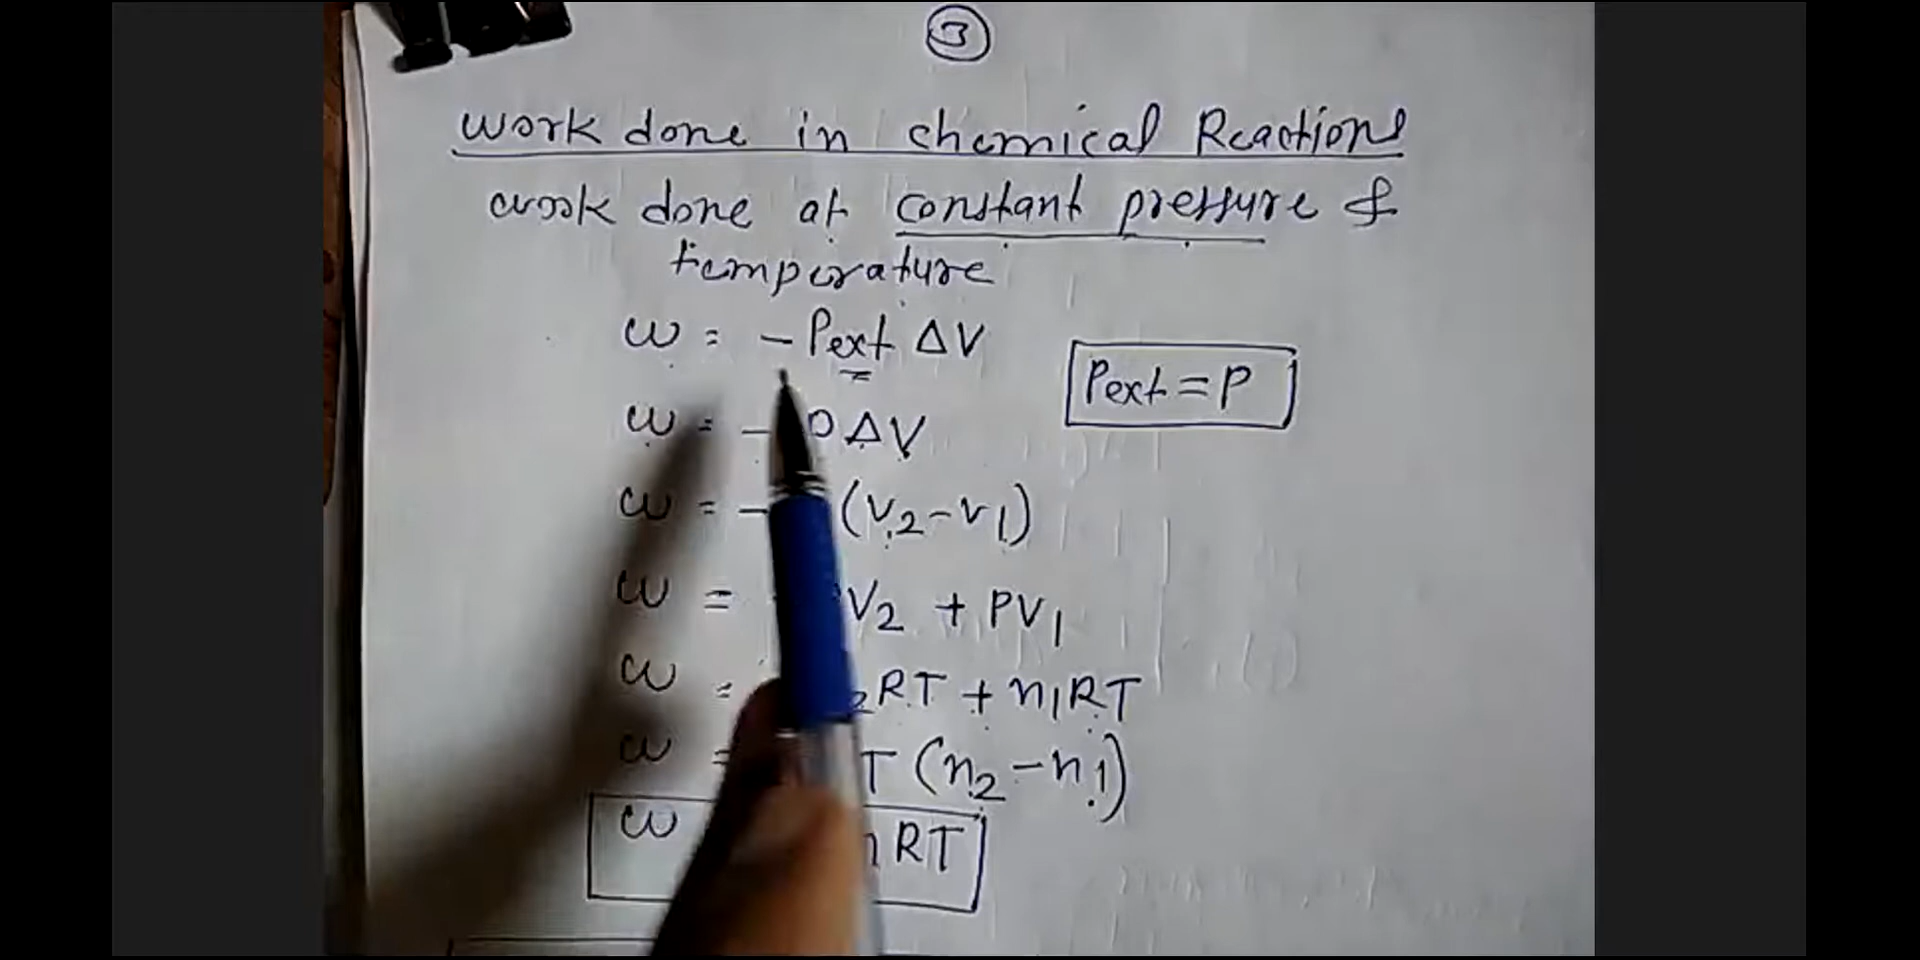 3
work done in chemical Reactions
work done at constant pressure &
temperature
w = -Pext ΔV
Pext = P
w = - P ΔV
w = - (V2-V1)
w = V2 + PV1
w = 2RT + n1RT
w = T (n2-n1)
w RT